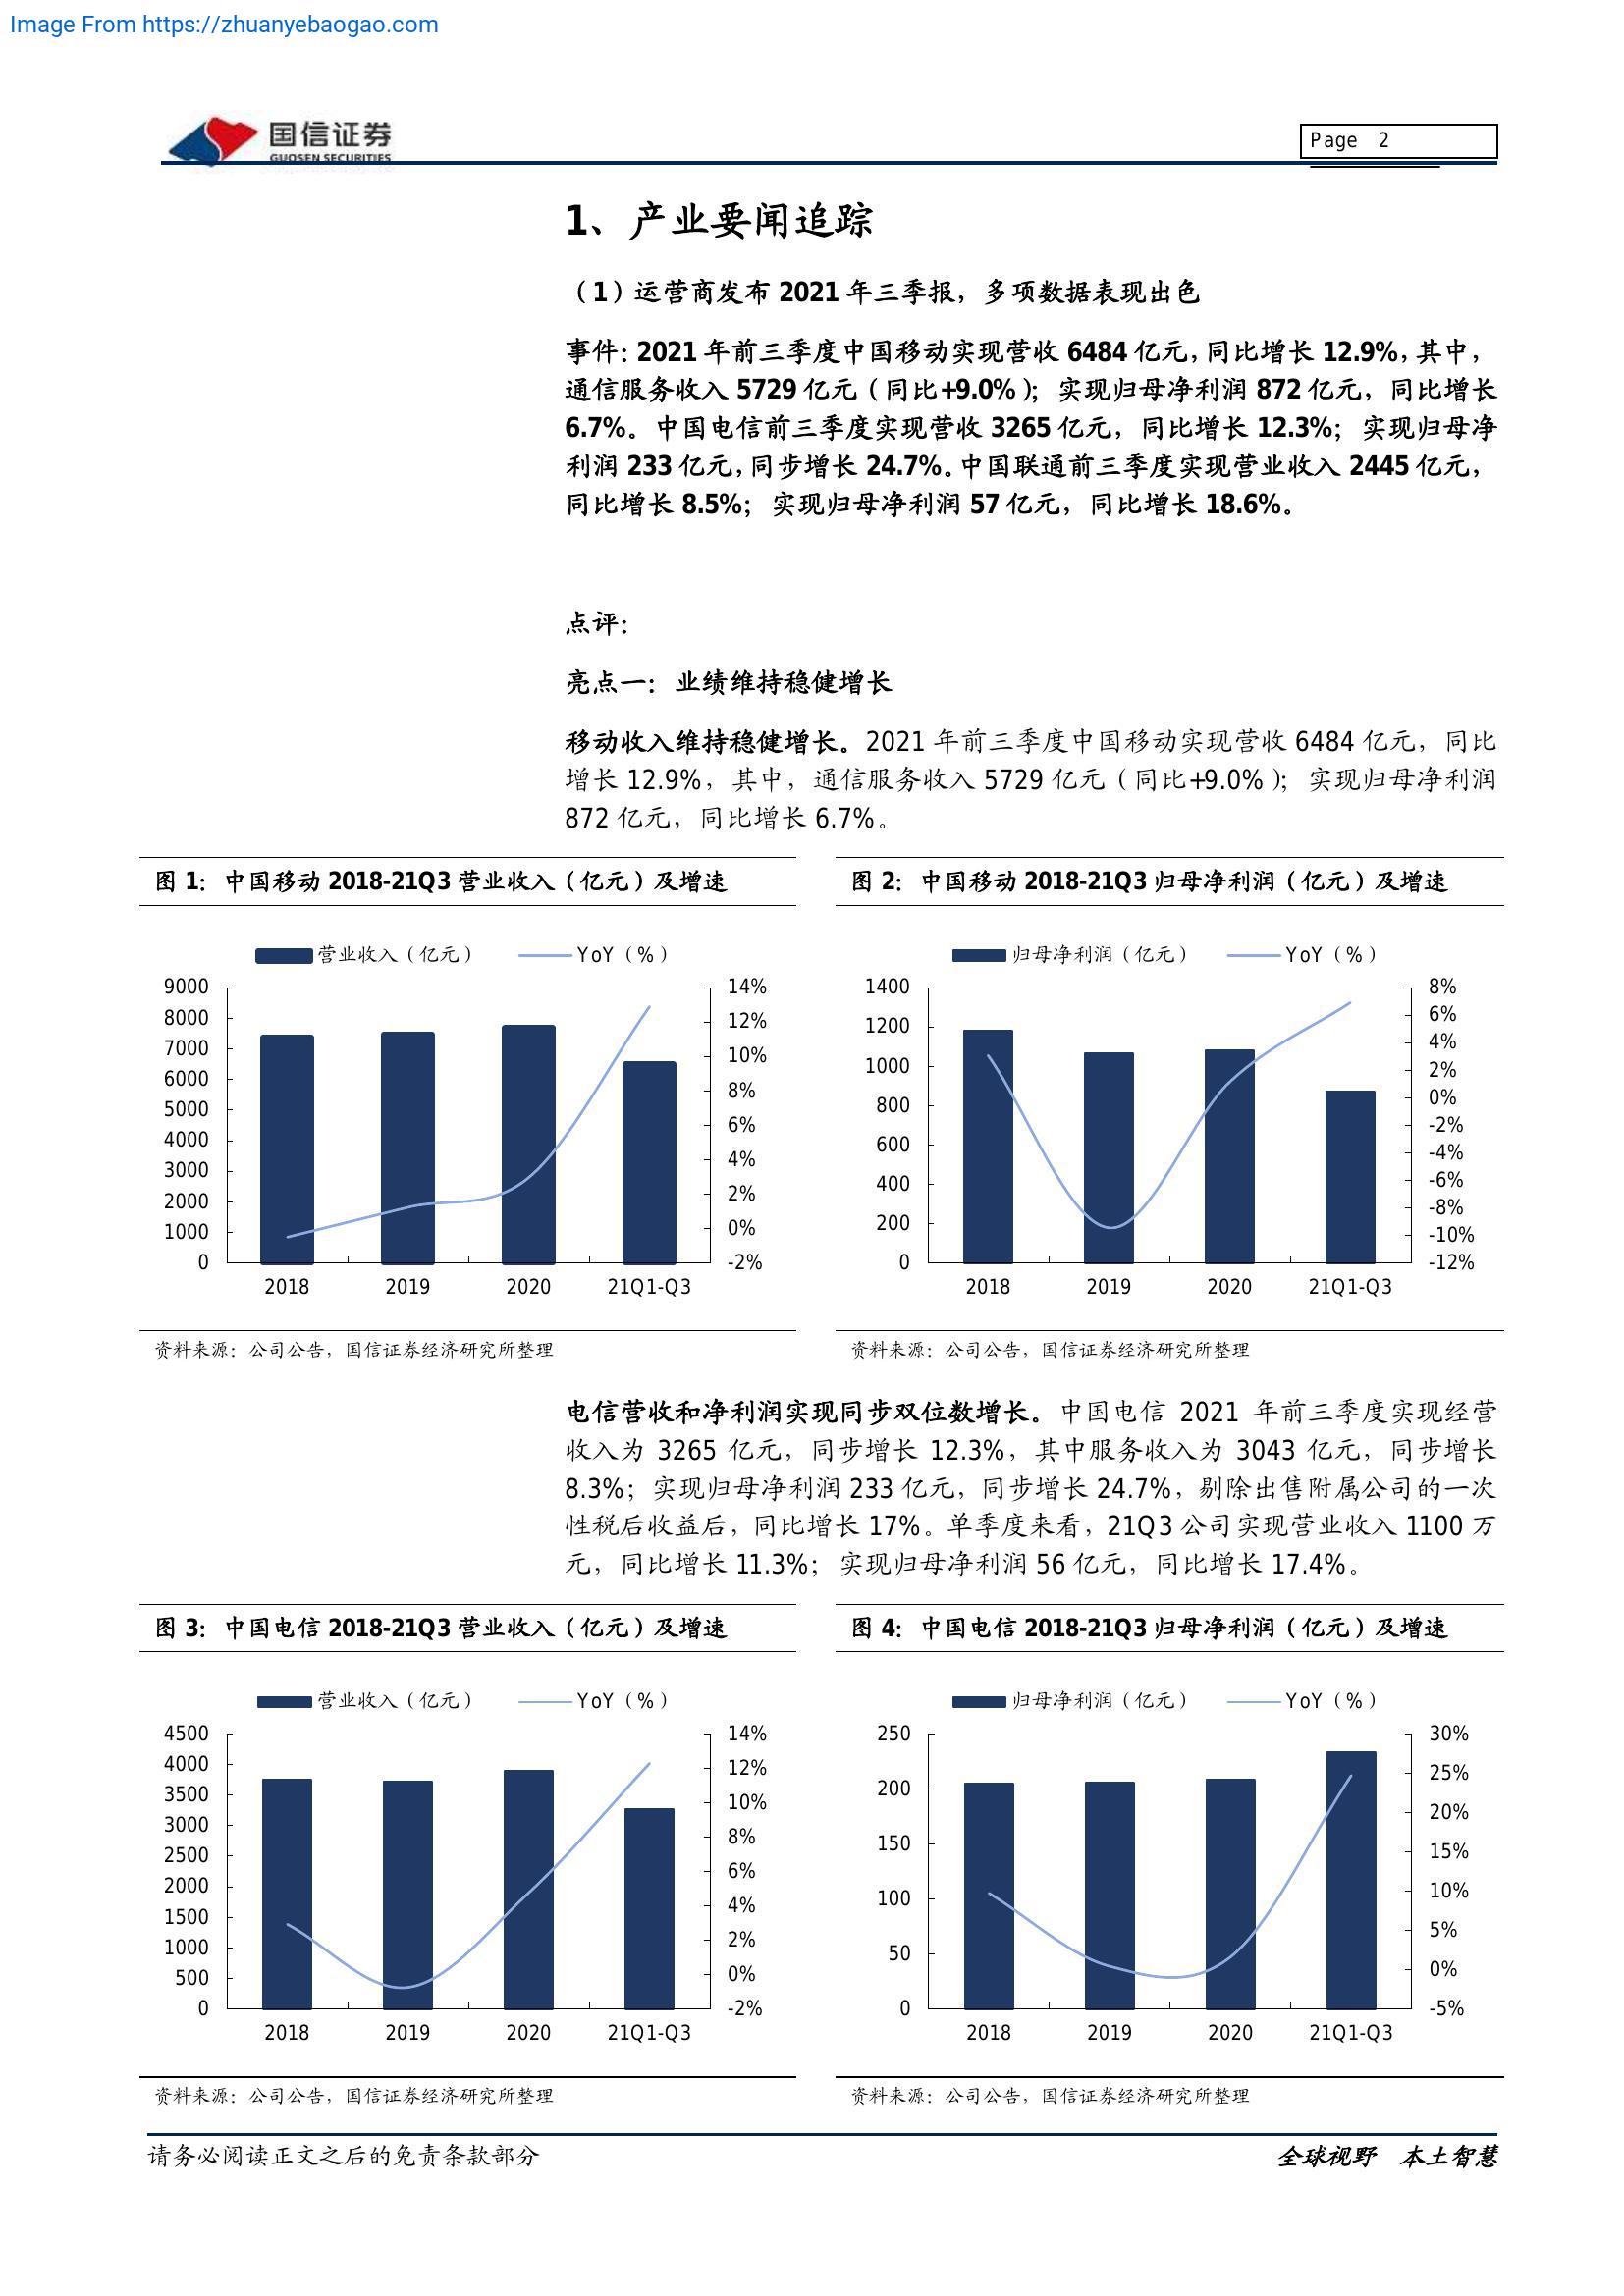 Image From https://zhuanyebaogao.com
国信证券
GUOSEN SECURITIES
Page 2
1、产业要闻追踪
（1）运营商发布 2021 年三季报，多项数据表现出色
事件：2021 年前三季度中国移动实现营收 6484 亿元，同比增长 12.9%，其中，
通信服务收入 5729 亿元（同比+9.0%）；实现归母净利润 872 亿元，同比增长
6.7%。中国电信前三季度实现营收 3265 亿元，同比增长 12.3%；实现归母净
利润 233 亿元，同步增长 24.7%。中国联通前三季度实现营业收入 2445 亿元，
同比增长 8.5%；实现归母净利润 57 亿元，同比增长 18.6%。
点评：
亮点一：业绩维持稳健增长
移动收入维持稳健增长。2021 年前三季度中国移动实现营收 6484 亿元，同比
增长 12.9%，其中，通信服务收入 5729 亿元（同比+9.0%）；实现归母净利润
872 亿元，同比增长 6.7%。
图 1：中国移动 2018-21Q3 营业收入（亿元）及增速
营业收入（亿元） YoY（%）
9000 14%
8000 12%
7000 10%
6000 8%
5000 6%
4000 4%
3000 2%
2000 0%
1000 -2%
0
2018 2019 2020 21Q1-Q3
资料来源：公司公告，国信证券经济研究所整理
图 2：中国移动 2018-21Q3 归母净利润（亿元）及增速
归母净利润（亿元） YoY（%）
1400 8%
1200 6%
1000 4%
800 2%
600 0%
400 -2%
200 -4%
0 -6%
-8%
-10%
-12%
2018 2019 2020 21Q1-Q3
资料来源：公司公告，国信证券经济研究所整理
电信营收和净利润实现同步双位数增长。中国电信 2021 年前三季度实现经营
收入为 3265 亿元，同步增长 12.3%，其中服务收入为 3043 亿元，同步增长
8.3%；实现归母净利润 233 亿元，同步增长 24.7%，剔除出售附属公司的一次
性税后收益后，同比增长 17%。单季度来看，21Q3 公司实现营业收入 1100 万
元，同比增长 11.3%；实现归母净利润 56 亿元，同比增长 17.4%。
图 3：中国电信 2018-21Q3 营业收入（亿元）及增速
营业收入（亿元） YoY（%）
4500 14%
4000 12%
3500 10%
3000 8%
2500 6%
2000 4%
1500 2%
1000 0%
500 -2%
0
2018 2019 2020 21Q1-Q3
资料来源：公司公告，国信证券经济研究所整理
图 4：中国电信 2018-21Q3 归母净利润（亿元）及增速
归母净利润（亿元） YoY（%）
250 30%
200 25%
150 20%
100 15%
50 10%
0 5%
0%
-5%
2018 2019 2020 21Q1-Q3
资料来源：公司公告，国信证券经济研究所整理
请务必阅读正文之后的免责条款部分
全球视野 本土智慧